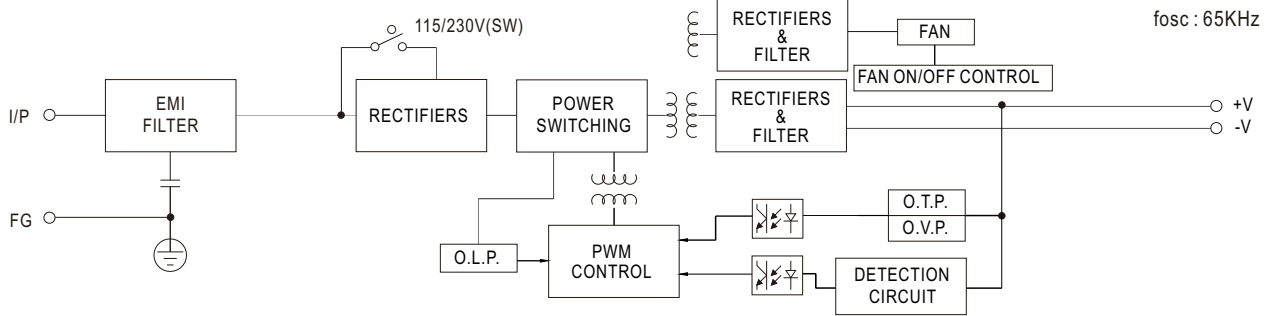 115/230V(SW)
RECTIFIERS
&
FILTER
FAN
fosc : 65KHz
FAN ON/OFF CONTROL
I/P
EMI
FILTER
RECTIFIERS
POWER
SWITCHING
RECTIFIERS
&
FILTER
+V
-V
FG
O.L.P.
PWM
CONTROL
O.T.P.
O.V.P.
DETECTION
CIRCUIT